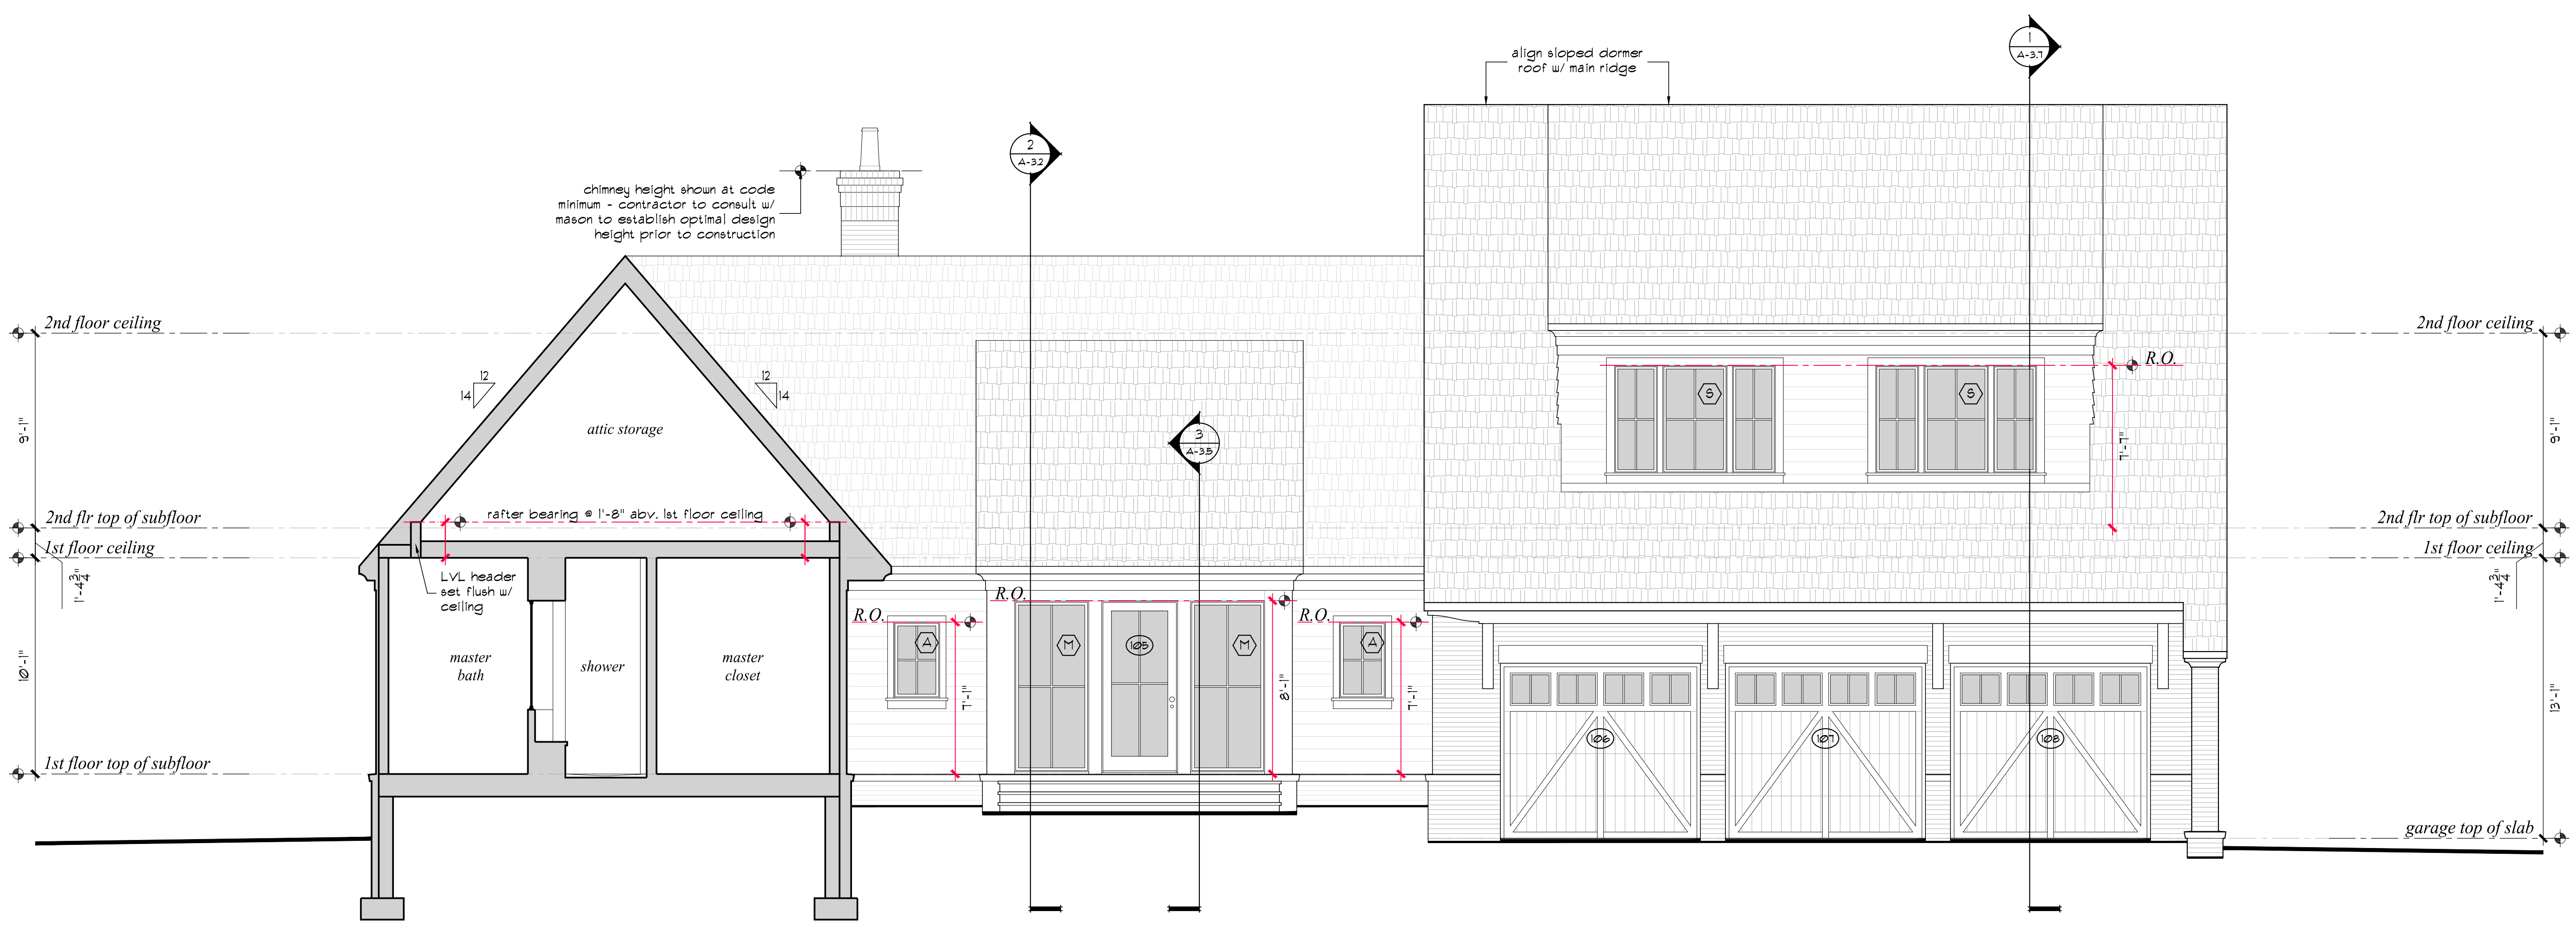 align sloped dormer
roof w/ main ridge
1
A-3.7
2
A-3.2
chimney height shown at code
minimum - contractor to consult w/
mason to establish optimal design
height prior to construction
2nd floor ceiling
2nd floor ceiling
R.O.
12
14
12
14
S
S
9'-1"
attic storage
3
A-3.5
7'-7"
9'-1"
2nd flr top of subfloor
rafter bearing @ 1'-8" abv. 1st floor ceiling
2nd flr top of subfloor
1st floor ceiling
1st floor ceiling
1'-4 3/4"
LVL header
set flush w/
ceiling
1'-4 3/4"
R.O.
R.O.
R.O.
A
M
105
M
A
10'-1"
master
bath
shower
master
closet
7'-1"
8'-1"
7'-1"
13'-1"
106
107
108
1st floor top of subfloor
garage top of slab